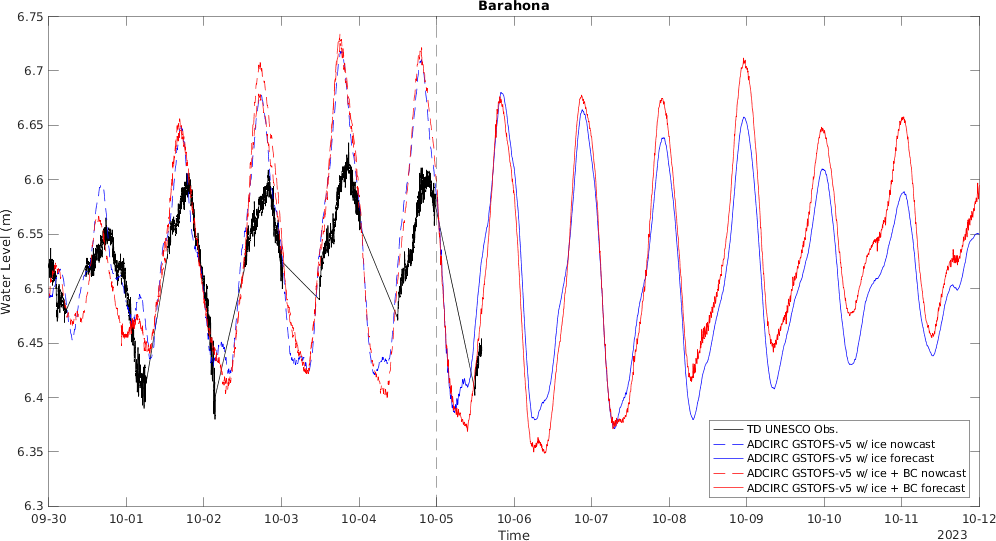 Barahona
Water Level (m)
6.75
6.7
6.65
6.6
6.55
6.5
6.45
6.4
6.35
6.3
TD UNESCO Obs.
ADCIRC GSTOFS-v5 w/ ice nowcast
ADCIRC GSTOFS-v5 w/ ice forecast
ADCIRC GSTOFS-v5 w/ ice + BC nowcast
ADCIRC GSTOFS-v5 w/ ice + BC forecast
09-30 10-01 10-02 10-03 10-04 10-05 10-06 10-07 10-08 10-09 10-10 10-11 10-12
Time
2023